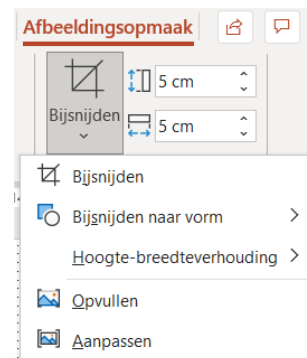 Afbeeldingsopmaak
5 cm
Bijsnijden
5 cm
Bijsnijden
Bijsnijden naar vorm
Hoogte-breedteverhouding
Opvullen
Aanpassen